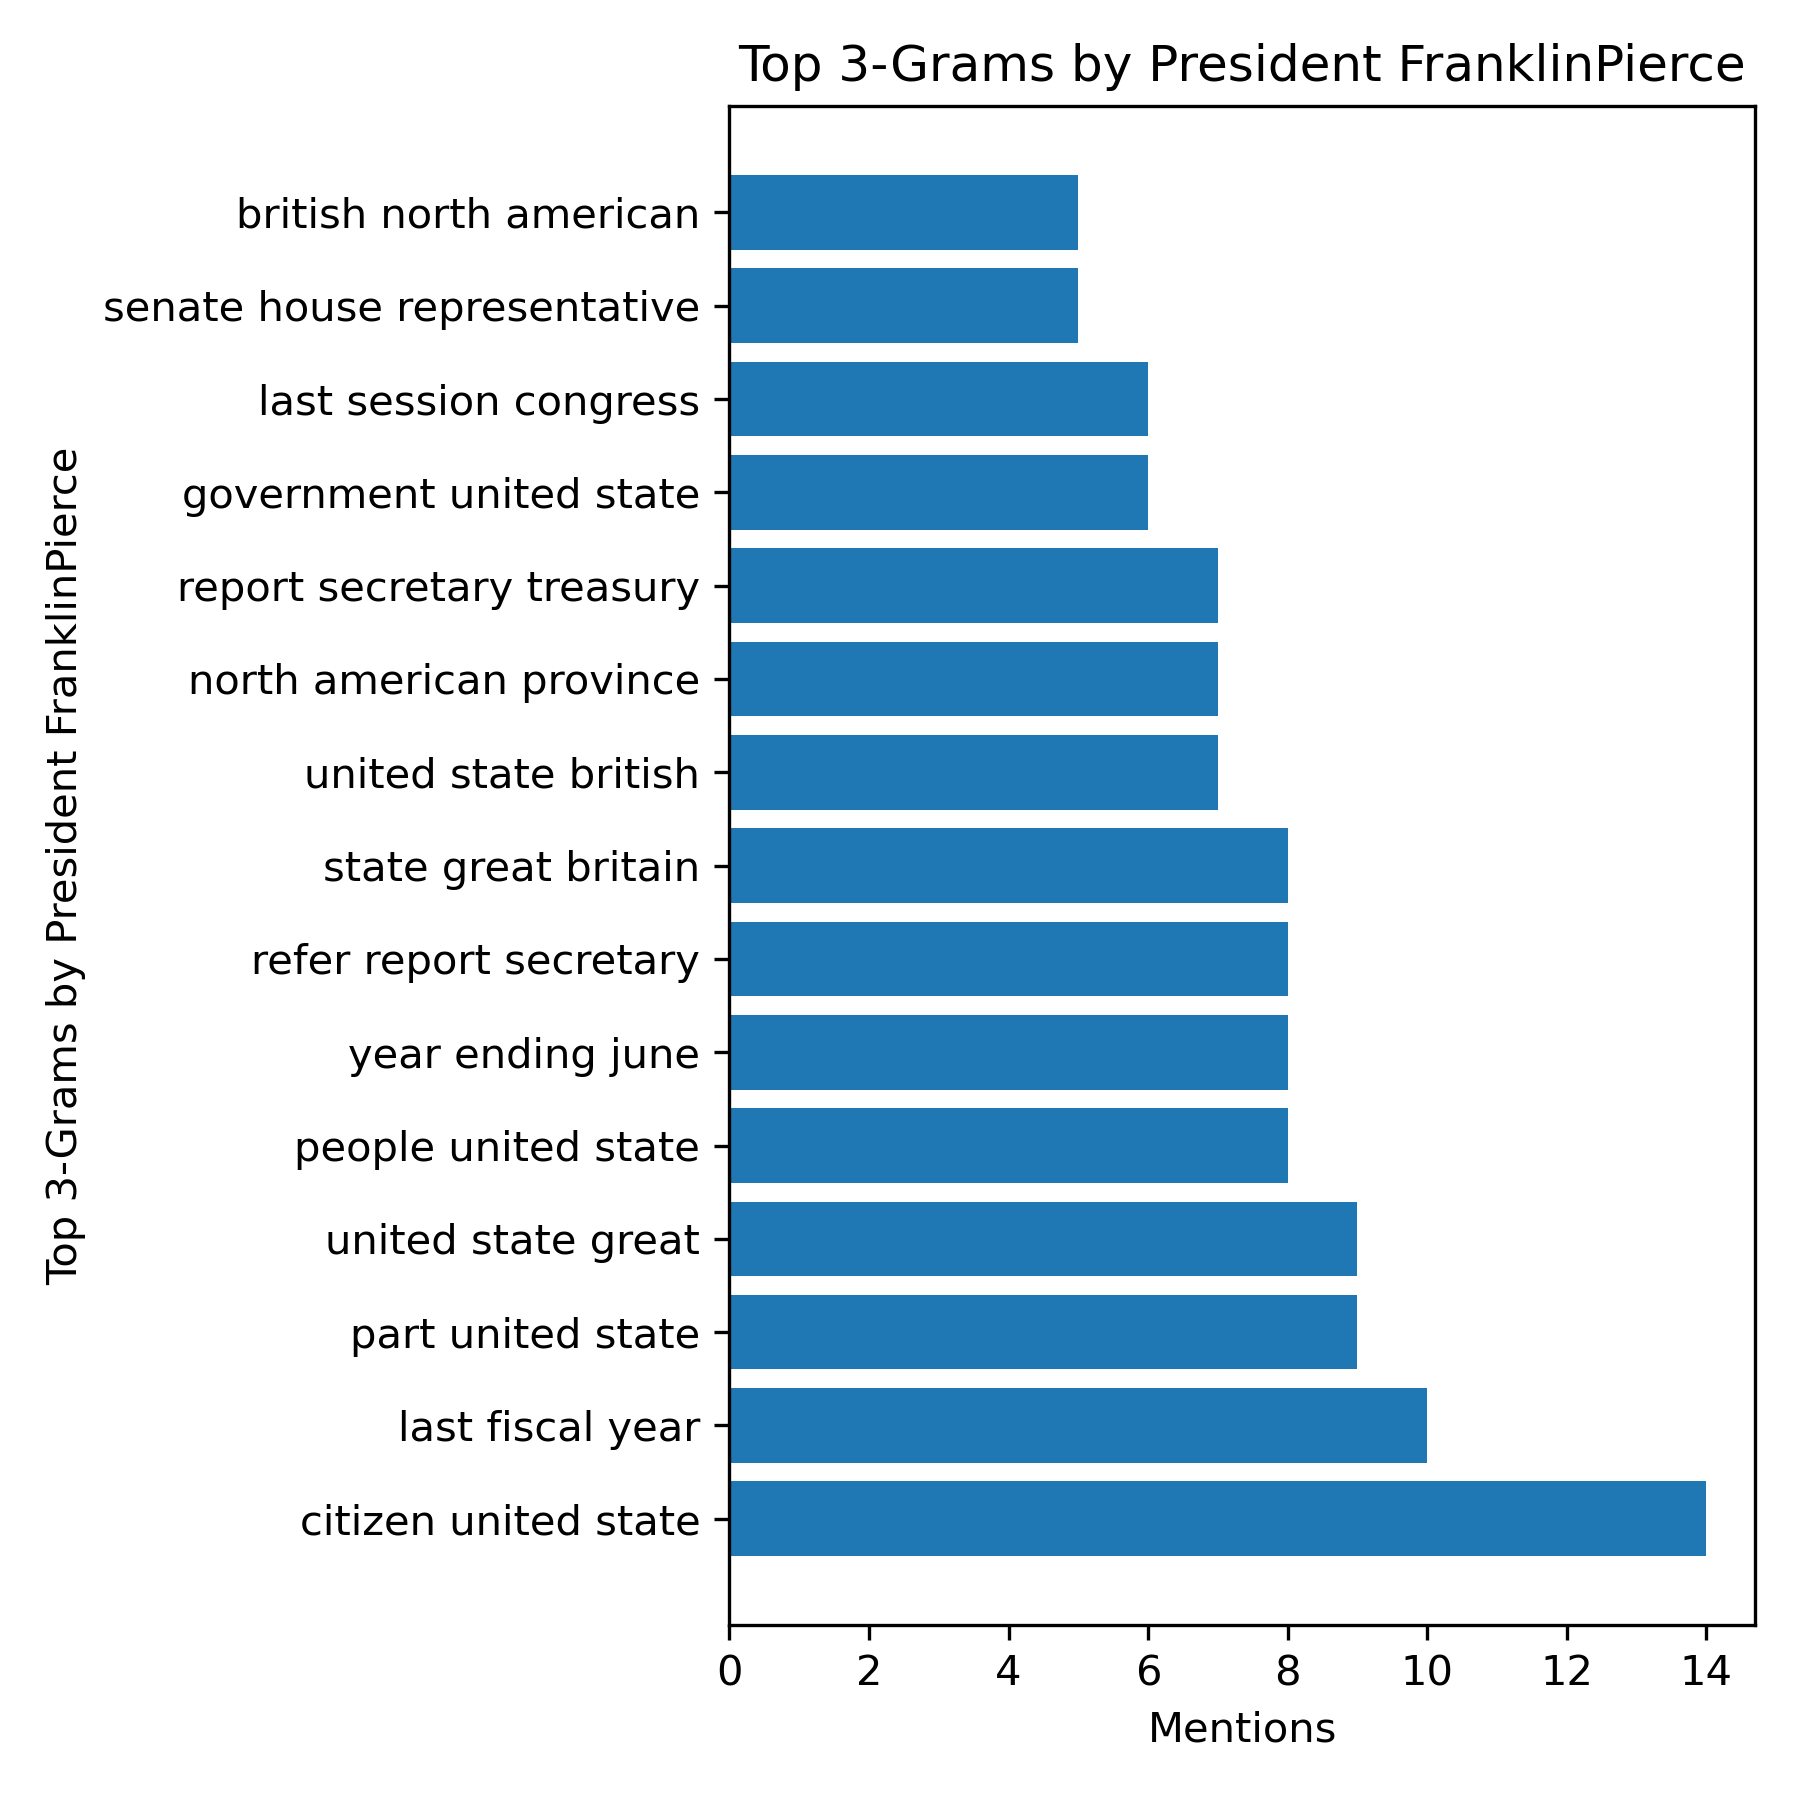 Top 3-Grams by President FranklinPierce
Top 3-Grams by President FranklinPierce
british north american
senate house representative
last session congress
government united state
report secretary treasury
north american province
united state british
state great britain
refer report secretary
year ending june
people united state
united state great
part united state
last fiscal year
citizen united state
0 2 4 6 8 10 12 14
Mentions